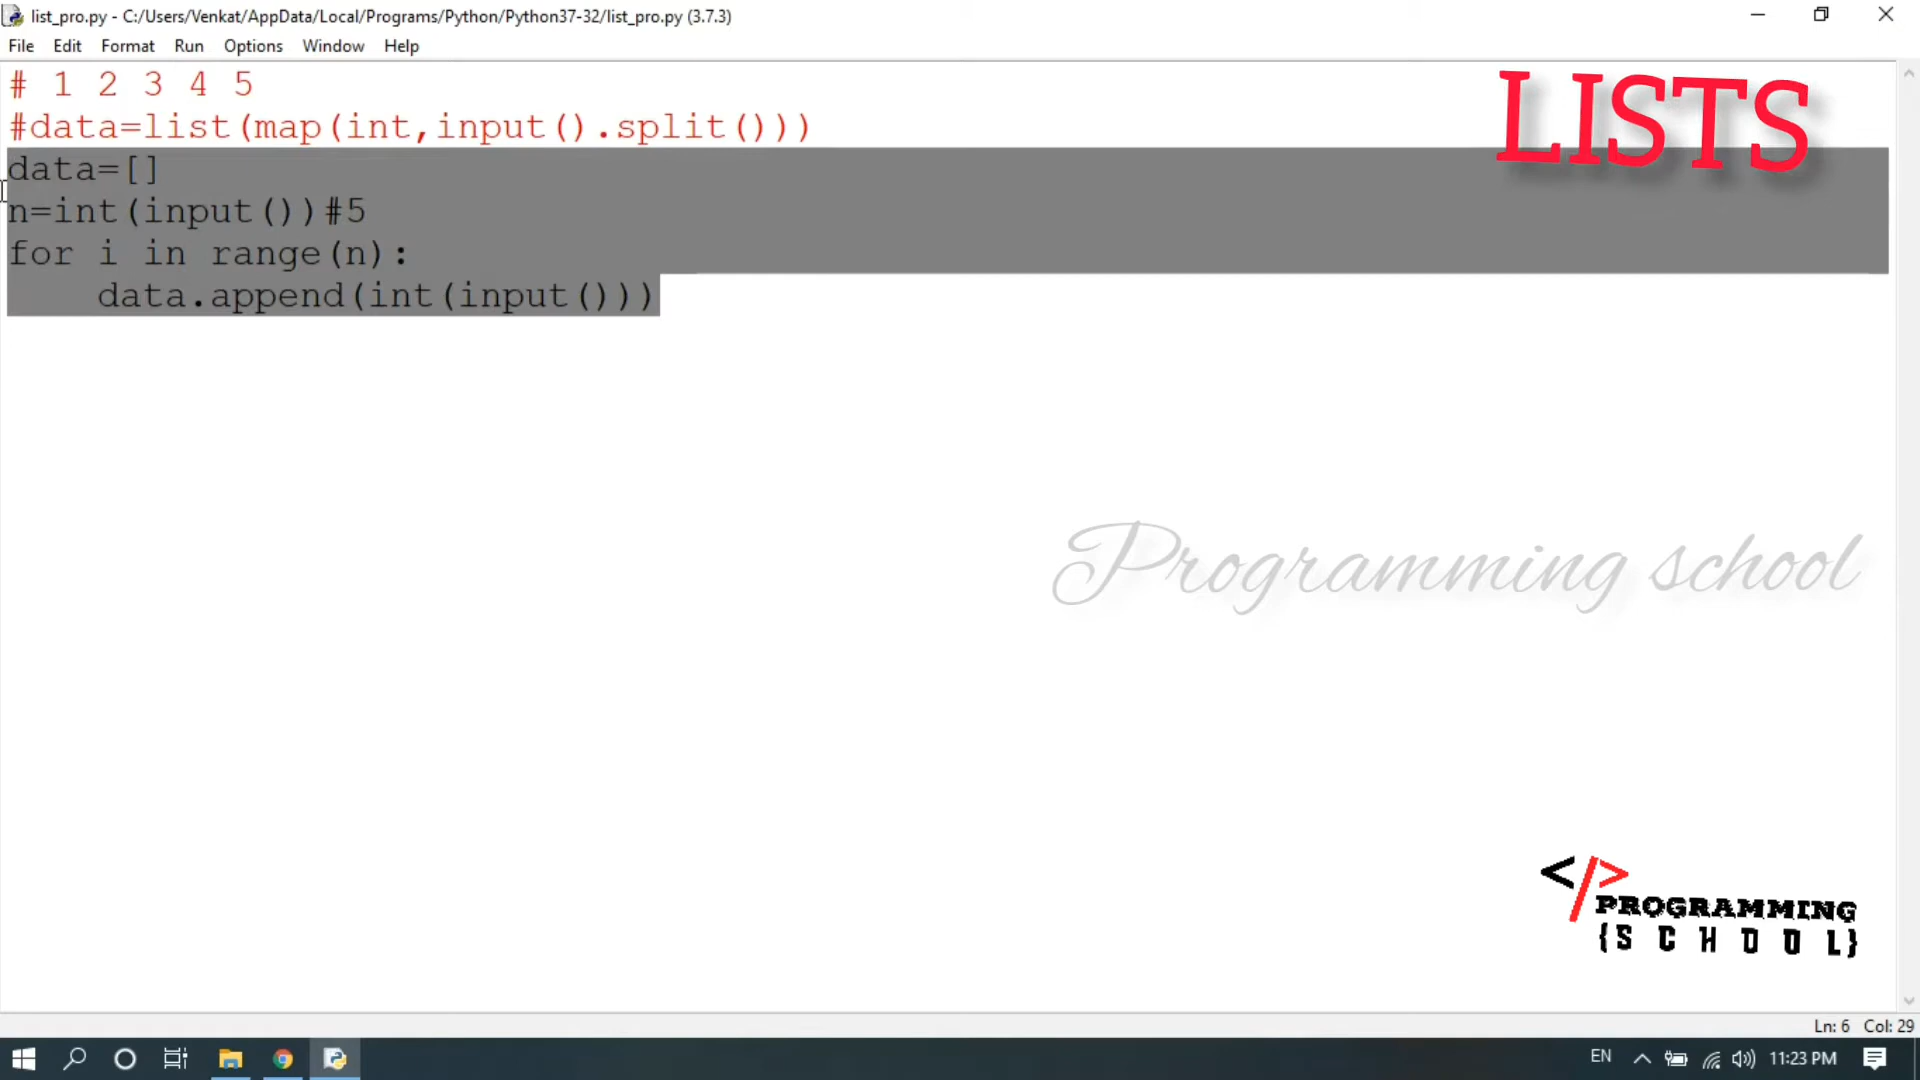 list_pro.py - C:/Users/Venkat/AppData/Local/Programs/Python/Python37-32/list_pro.py (3.7.3)
File Edit Format Run Options Window Help
# 1 2 3 4 5
#data=list(map(int,input().split()))
data=[]
n=int(input())#5
for i in range(n):
    data.append(int(input()))
LISTS
Programming school
</>
PROGRAMMING
{SCHOOL}
Ln: 6 Col: 29
EN 11:23 PM